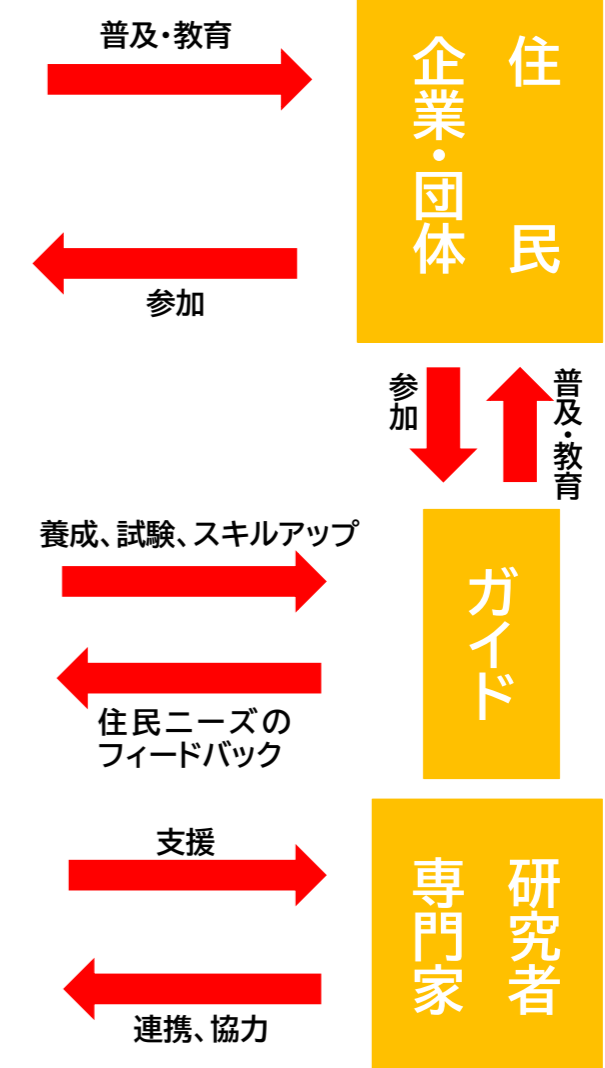 普及・教育
住民
企業・団体
参加
参加
普及・教育
養成、試験、スキルアップ
ガイド
住民ニーズの
フィードバック
支援
研究者
専門家
連携、協力